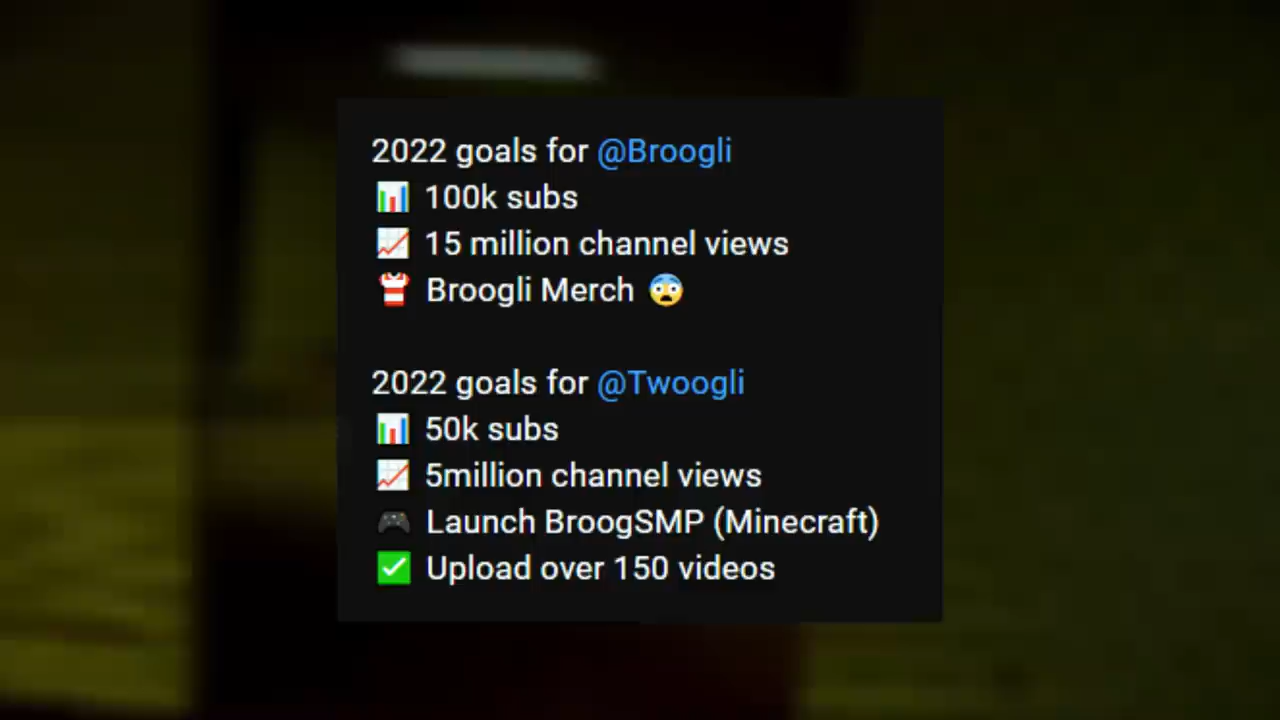 2022 goals for @Broogli
📊 100k subs
📈 15 million channel views
🎽 Broogli Merch 😨
2022 goals for @Twoogli
📊 50k subs
📈 5million channel views
🎮 Launch BroogSMP (Minecraft)
✅ Upload over 150 videos